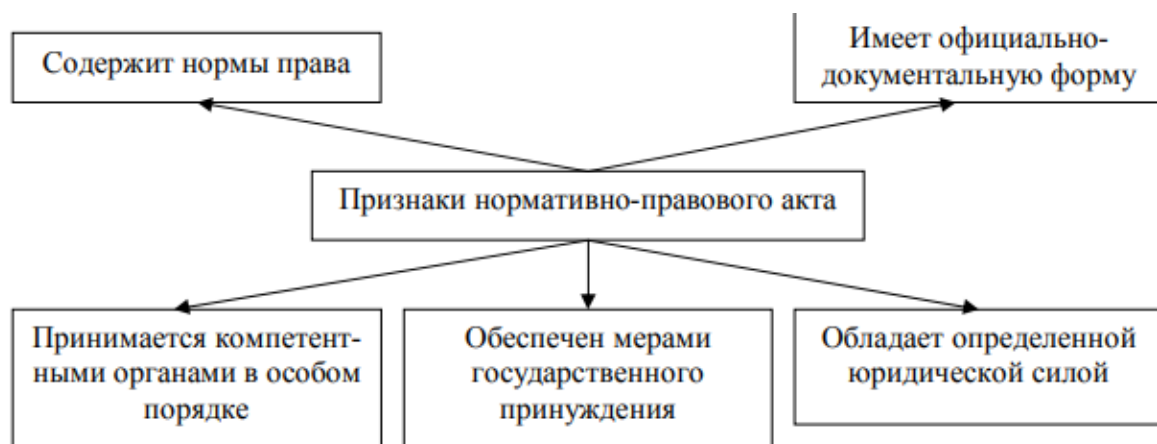 Содержит нормы права
Имеет официально-
документальную форму
Признаки нормативно-правового акта
Принимается компетент-
ными органами в особом
порядке
Обеспечен мерами
государственного
принуждения
Обладает определенной
юридической силой